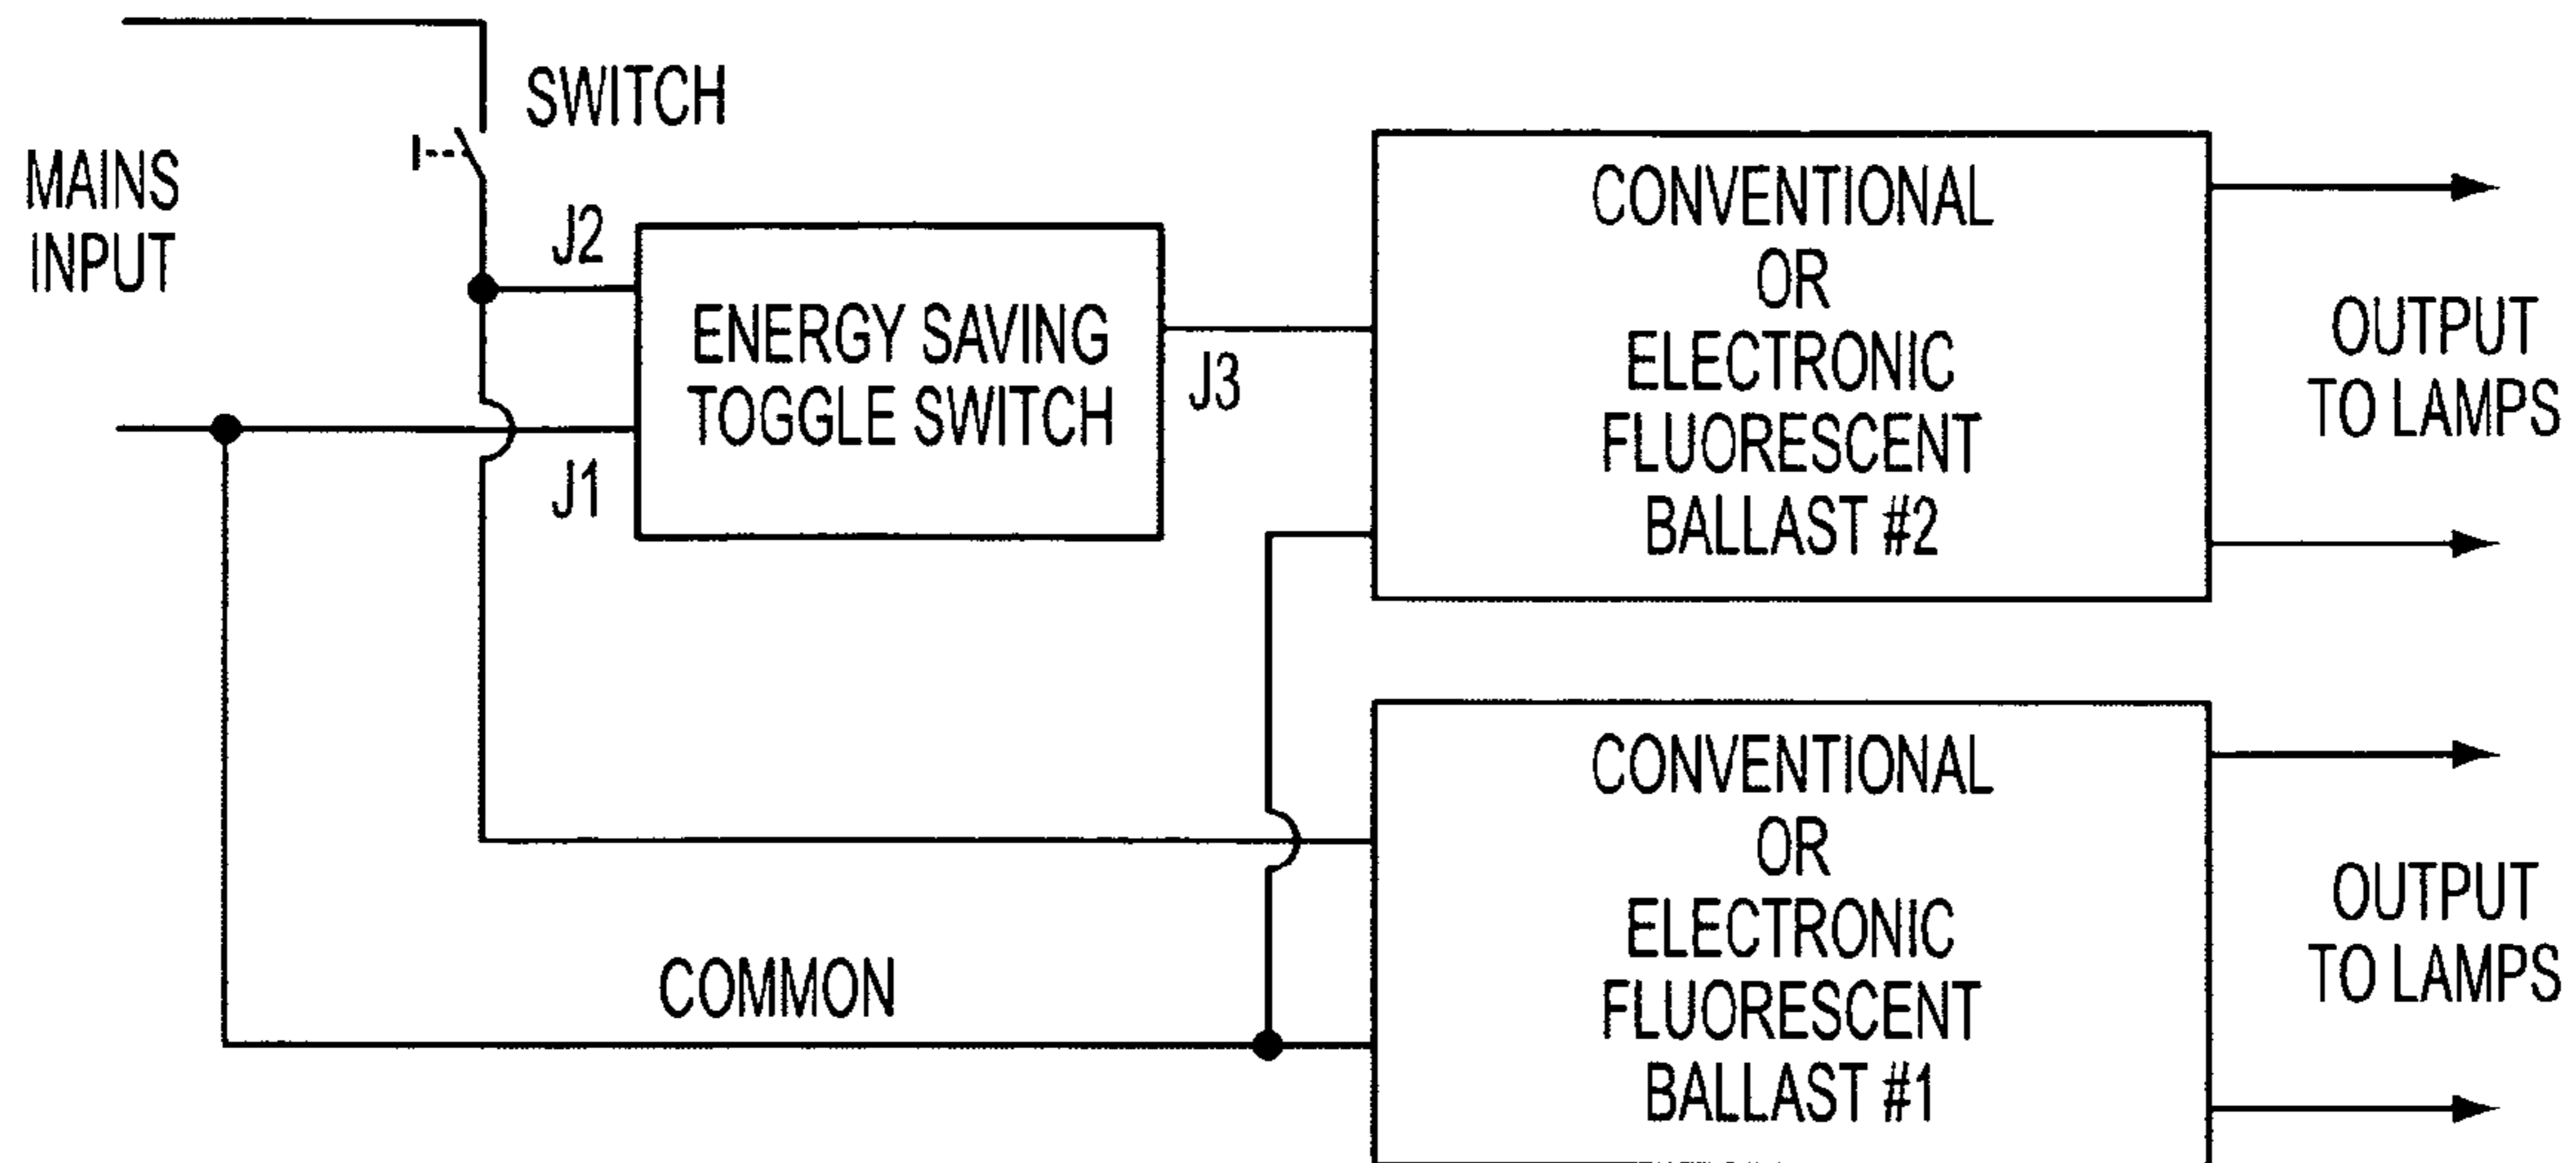 SWITCH
MAINS
INPUT
J2
ENERGY SAVING
TOGGLE SWITCH
J1
J3
CONVENTIONAL
OR
ELECTRONIC
FLUORESCENT
BALLAST #2
OUTPUT
TO LAMPS
COMMON
CONVENTIONAL
OR
ELECTRONIC
FLUORESCENT
BALLAST #1
OUTPUT
TO LAMPS